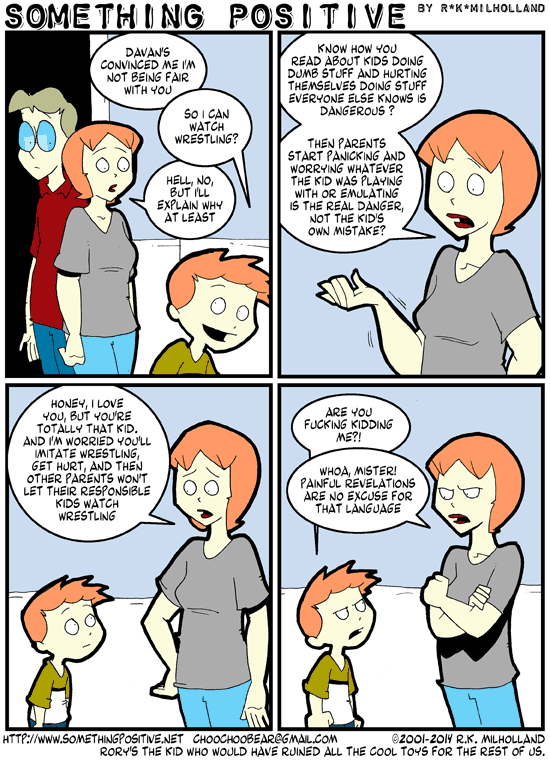 SOMETHING POSITIVE BY R*K*MILHOLLAND
DAVAN'S
CONVINCED ME I'M
NOT BEING FAIR
WITH YOU
SO I CAN
WATCH
WRESTLING?
HELL, NO,
BUT I'LL
EXPLAIN WHY
AT LEAST
KNOW HOW YOU
READ ABOUT KIDS DOING
DUMB STUFF AND HURTING
THEMSELVES DOING STUFF
EVERYONE ELSE KNOWS IS
DANGEROUS ?
THEN PARENTS
START PANICKING AND
WORRYING WHATEVER
THE KID WAS PLAYING
WITH OR EMULATING
IS THE REAL DANGER,
NOT THE KID'S
OWN MISTAKE?
HONEY, I LOVE
YOU, BUT YOU'RE
TOTALLY THAT KID.
AND I'M WORRIED YOU'LL
IMITATE WRESTLING,
GET HURT, AND THEN
OTHER PARENTS WON'T
LET THEIR RESPONSIBLE
KIDS WATCH
WRESTLING
ARE YOU
FUCKING KIDDING
ME?!
WHOA, MISTER!
PAINFUL REVELATIONS
ARE NO EXCUSE FOR
THAT LANGUAGE
HTTP://WWW.SOMETHINGPOSITIVE.NET CHOOCHOOBEAR@GMAIL.COM ©2001-2014 R.K. MILHOLLAND
RORY'S THE KID WHO WOULD HAVE RUINED ALL THE COOL TOYS FOR THE REST OF US.